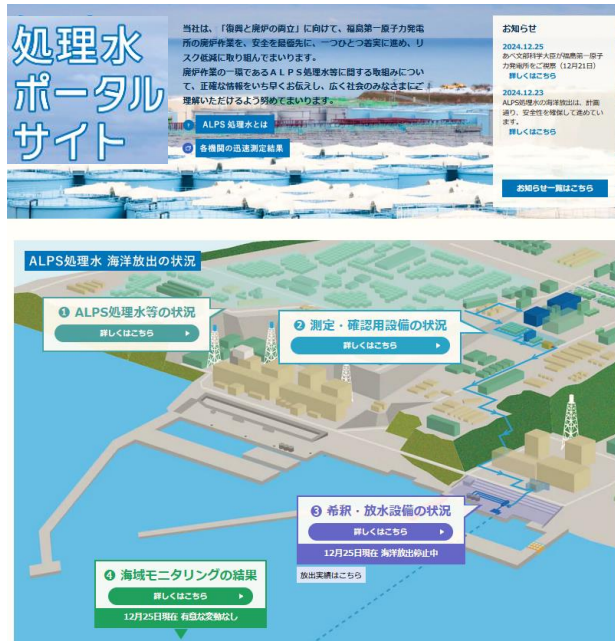 処理水
ポータル
サイト
当社は、「復興と廃炉の両立」に向けて、福島第一原子力発電
所の廃炉作業を、安全を最優先に、一つひとつ着実に進め、リ
スク低減に取り組んでまいります。
廃炉作業の一環であるＡＬＰＳ処理水等に関する取組みについ
て、正確な情報をいち早くお伝えし、広く社会のみなさまにご
理解いただけるよう努めてまいります。
ALPS 処理水とは
各機関の迅速測定結果
お知らせ
2024.12.25
あべ文部科学大臣が福島第一原子
力発電所をご視察（12月21日）
詳しくはこちら
2024.12.23
ALPS処理水の海洋放出は、計画
通り、安全性を確保して進めてい
ます。
詳しくはこちら
お知らせ一覧はこちら
ALPS処理水 海洋放出の状況
❶ ALPS処理水等の状況
詳しくはこちら
❷ 測定・確認用設備の状況
詳しくはこちら
❸ 希釈・放水設備の状況
詳しくはこちら
12月25日現在 海洋放出停止中
放出実績はこちら
❹ 海域モニタリングの結果
詳しくはこちら
12月25日現在 有意な変動なし